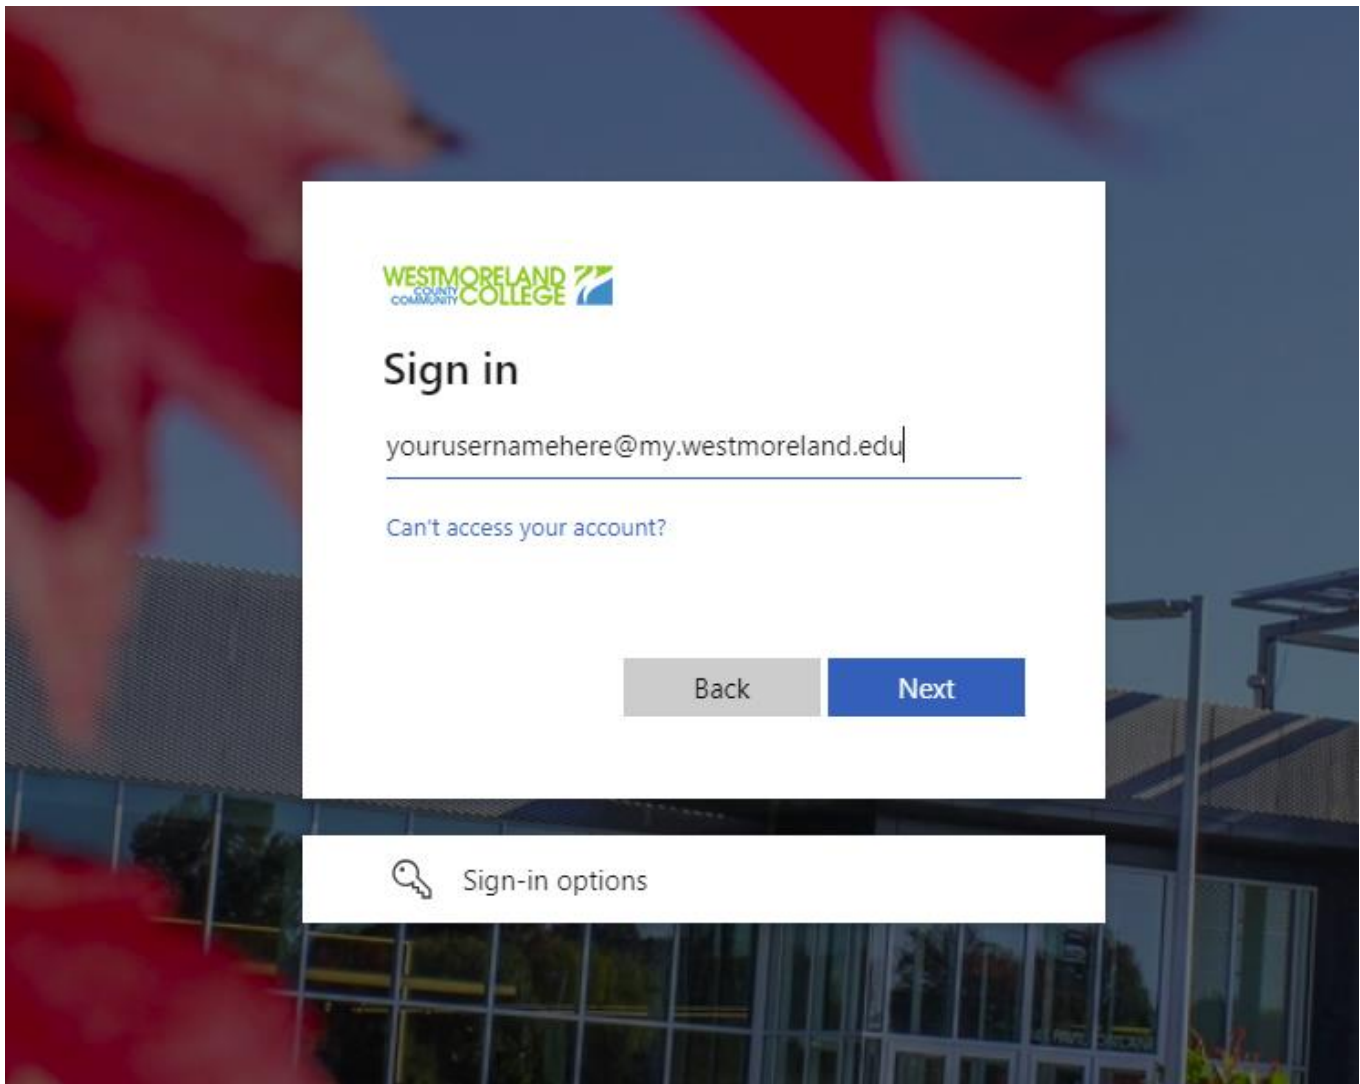 WESTMORELAND
COUNTY
COMMUNITY COLLEGE
Sign in
yourusernamehere@my.westmoreland.edu
Can't access your account?
Back
Next
Sign-in options